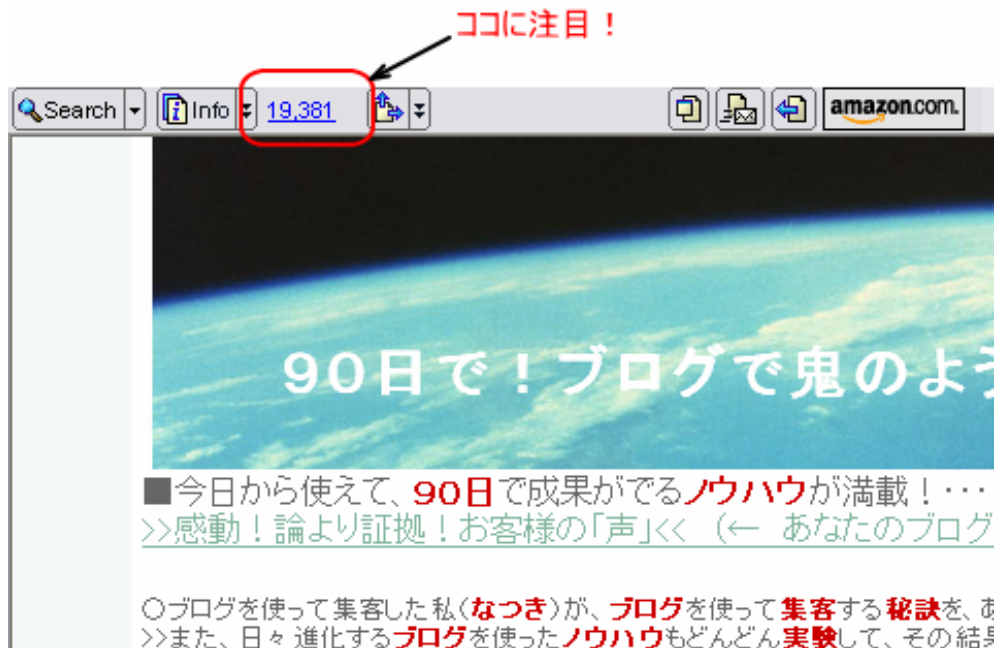 ココに注目！
Search Info 19,381 amazon.com.
90日で！ブログで鬼のよう
■今日から使えて、90日で成果がでるノウハウが満載！・・・
>>感動！論より証拠！お客様の「声」<< （← あなたのブログ
○ブログを使って集客した私（なつき）が、ブログを使って集客する秘訣を、あ
>>また、日々進化するブログを使ったノウハウもどんどん実験して、その結果